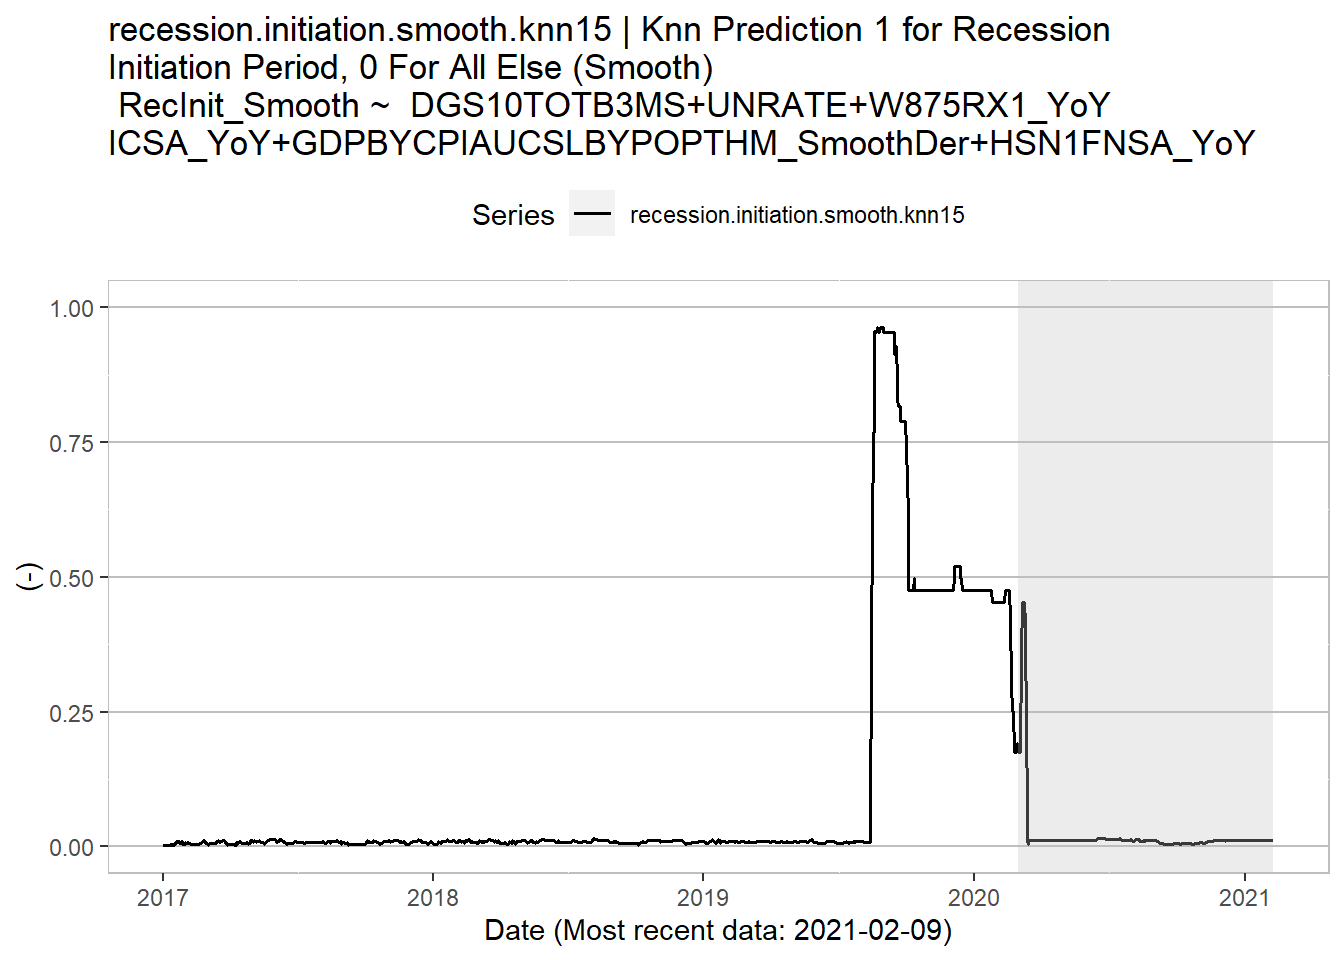 recession.initiation.smooth.knn15 | Knn Prediction 1 for Recession
Initiation Period, 0 For All Else (Smooth)
RecInit_Smooth ~ DGS10TOTB3MS+UNRATE+W875RX1_YoY
ICSA_YoY+GDPBYCPIAUCSLBYPOPTHM_SmoothDer+HSN1FNSA_YoY
Series recession.initiation.smooth.knn15
1.00
0.75
0.50
0.25
0.00
(-)
2017 2018 2019 2020 2021
Date (Most recent data: 2021-02-09)